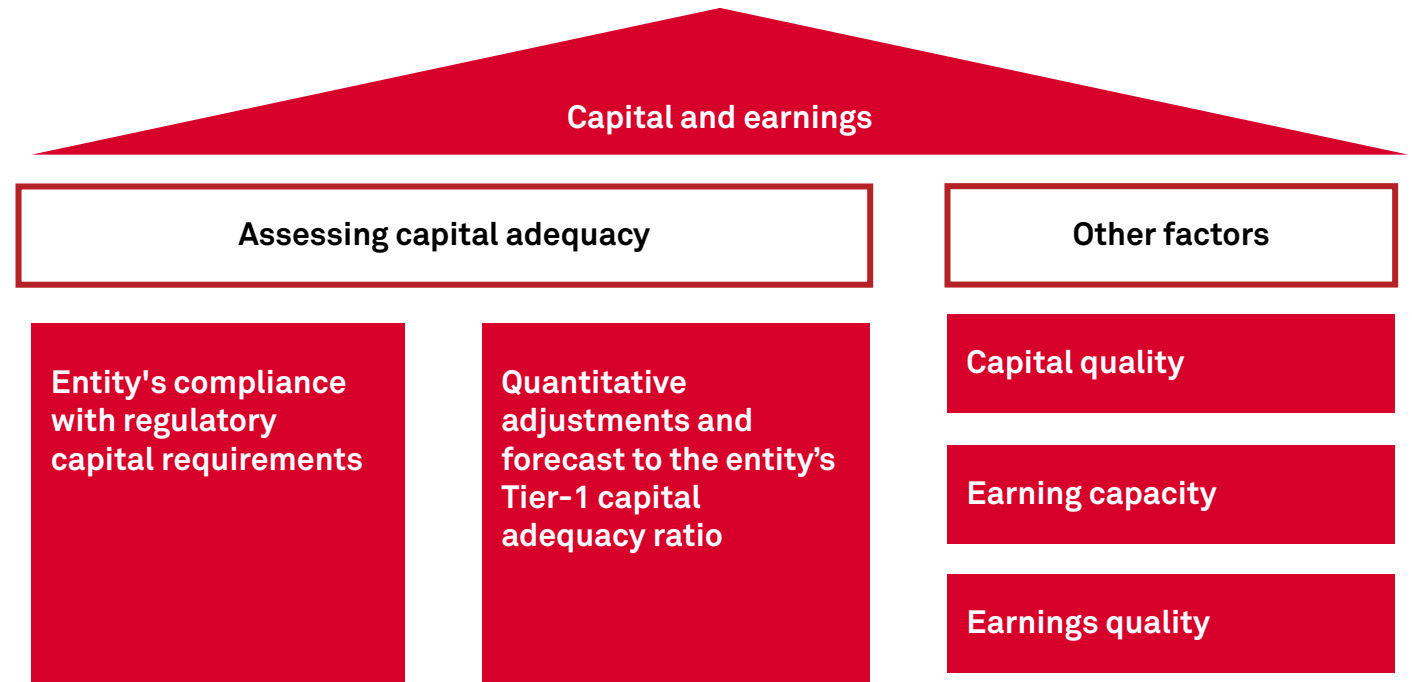 Capital and earnings
Assessing capital adequacy
Other factors
Entity's compliance
with regulatory
capital requirements
Quantitative
adjustments and
forecast to the entity’s
Tier-1 capital
adequacy ratio
Capital quality
Earning capacity
Earnings quality